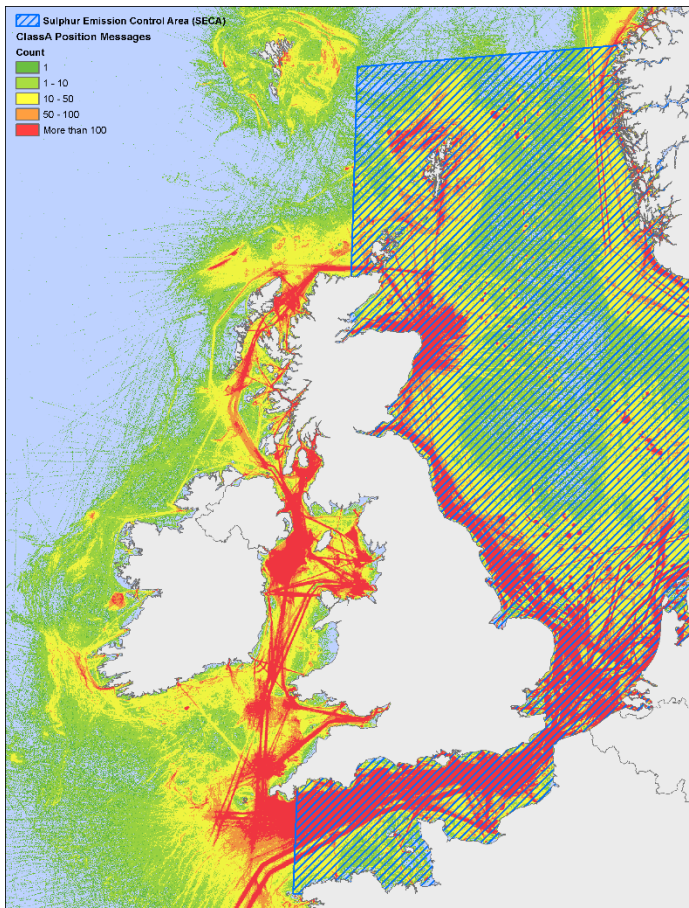 Sulphur Emission Control Area (SECA)
ClassA Position Messages
Count
1
1 - 10
10 - 50
50 - 100
More than 100